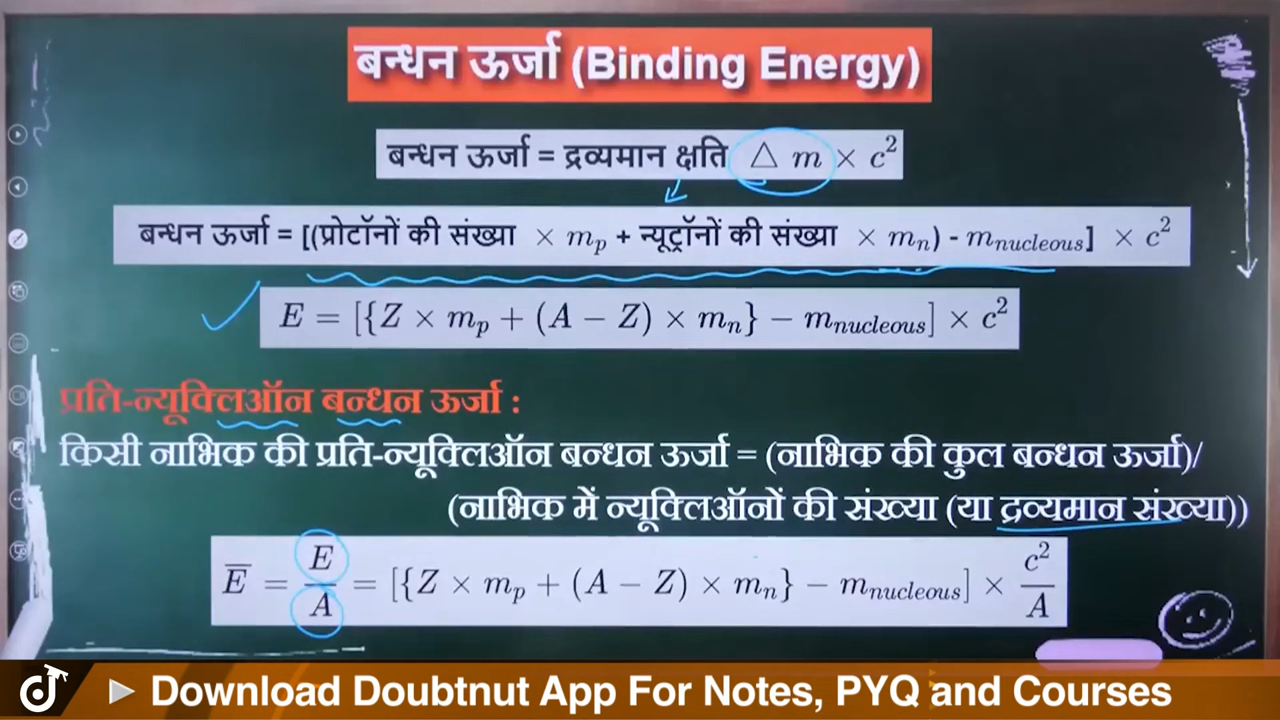 बन्धन ऊर्जा (Binding Energy)
बन्धन ऊर्जा = द्रव्यमान क्षति △ m × c²
बन्धन ऊर्जा = [(प्रोटॉनों की संख्या × mₚ + न्यूट्रॉनों की संख्या × mₙ) - m_nucleous] × c²
E = [{Z × mₚ + (A − Z) × mₙ} − m_nucleous] × c²
प्रति-न्यूक्लिऑन बन्धन ऊर्जा :
किसी नाभिक की प्रति-न्यूक्लिऑन बन्धन ऊर्जा = (नाभिक की कुल बन्धन ऊर्जा)/
(नाभिक में न्यूक्लिऑनों की संख्या (या द्रव्यमान संख्या))
E̅ = E/A = [{Z × mₚ + (A − Z) × mₙ} − m_nucleous] × c²/A
Download Doubtnut App For Notes, PYQ and Courses